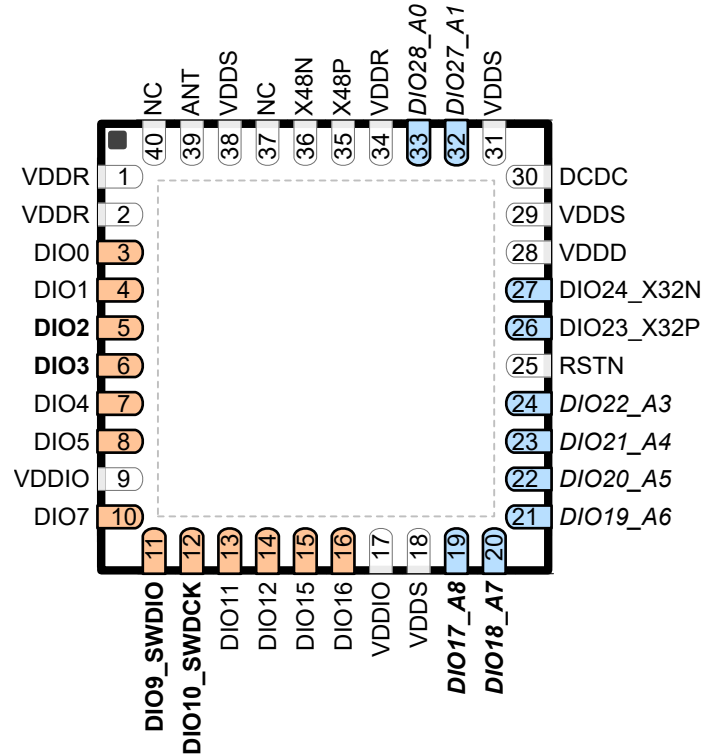 NC
ANT
VDDS
NC
X48N
X48P
VDDR
DIO28_A0
DIO27_A1
VDDS
40
39
38
37
36
35
34
33
32
31
VDDR 1
VDDR 2
DIO0 3
DIO1 4
DIO2 5
DIO3 6
DIO4 7
DIO5 8
VDDIO 9
DIO7 10
30 DCDC
29 VDDS
28 VDDD
27 DIO24_X32N
26 DIO23_X32P
25 RSTN
24 DIO22_A3
23 DIO21_A4
22 DIO20_A5
21 DIO19_A6
11
12
13
14
15
16
17
18
19
20
DIO9_SWDIO
DIO10_SWDCK
DIO11
DIO12
DIO15
DIO16
VDDIO
VDDS
DIO17_A8
DIO18_A7